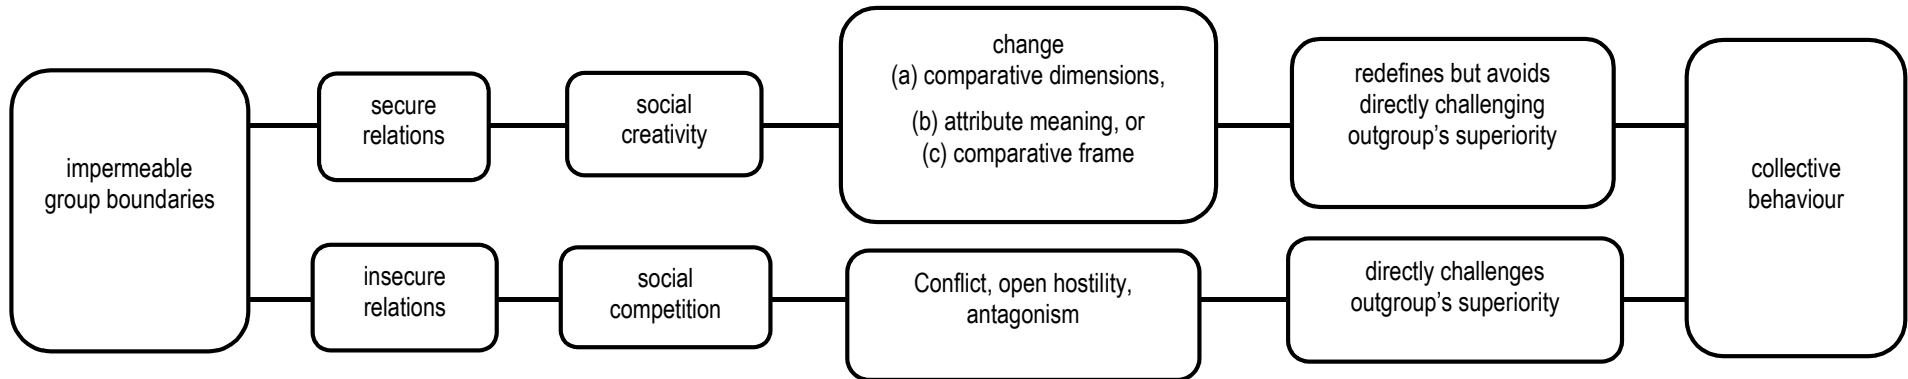 impermeable
group boundaries
secure
relations
social
creativity
change
(a) comparative dimensions,
(b) attribute meaning, or
(c) comparative frame
redefines but avoids
directly challenging
outgroup’s superiority
insecure
relations
social
competition
Conflict, open hostility,
antagonism
directly challenges
outgroup’s superiority
collective
behaviour